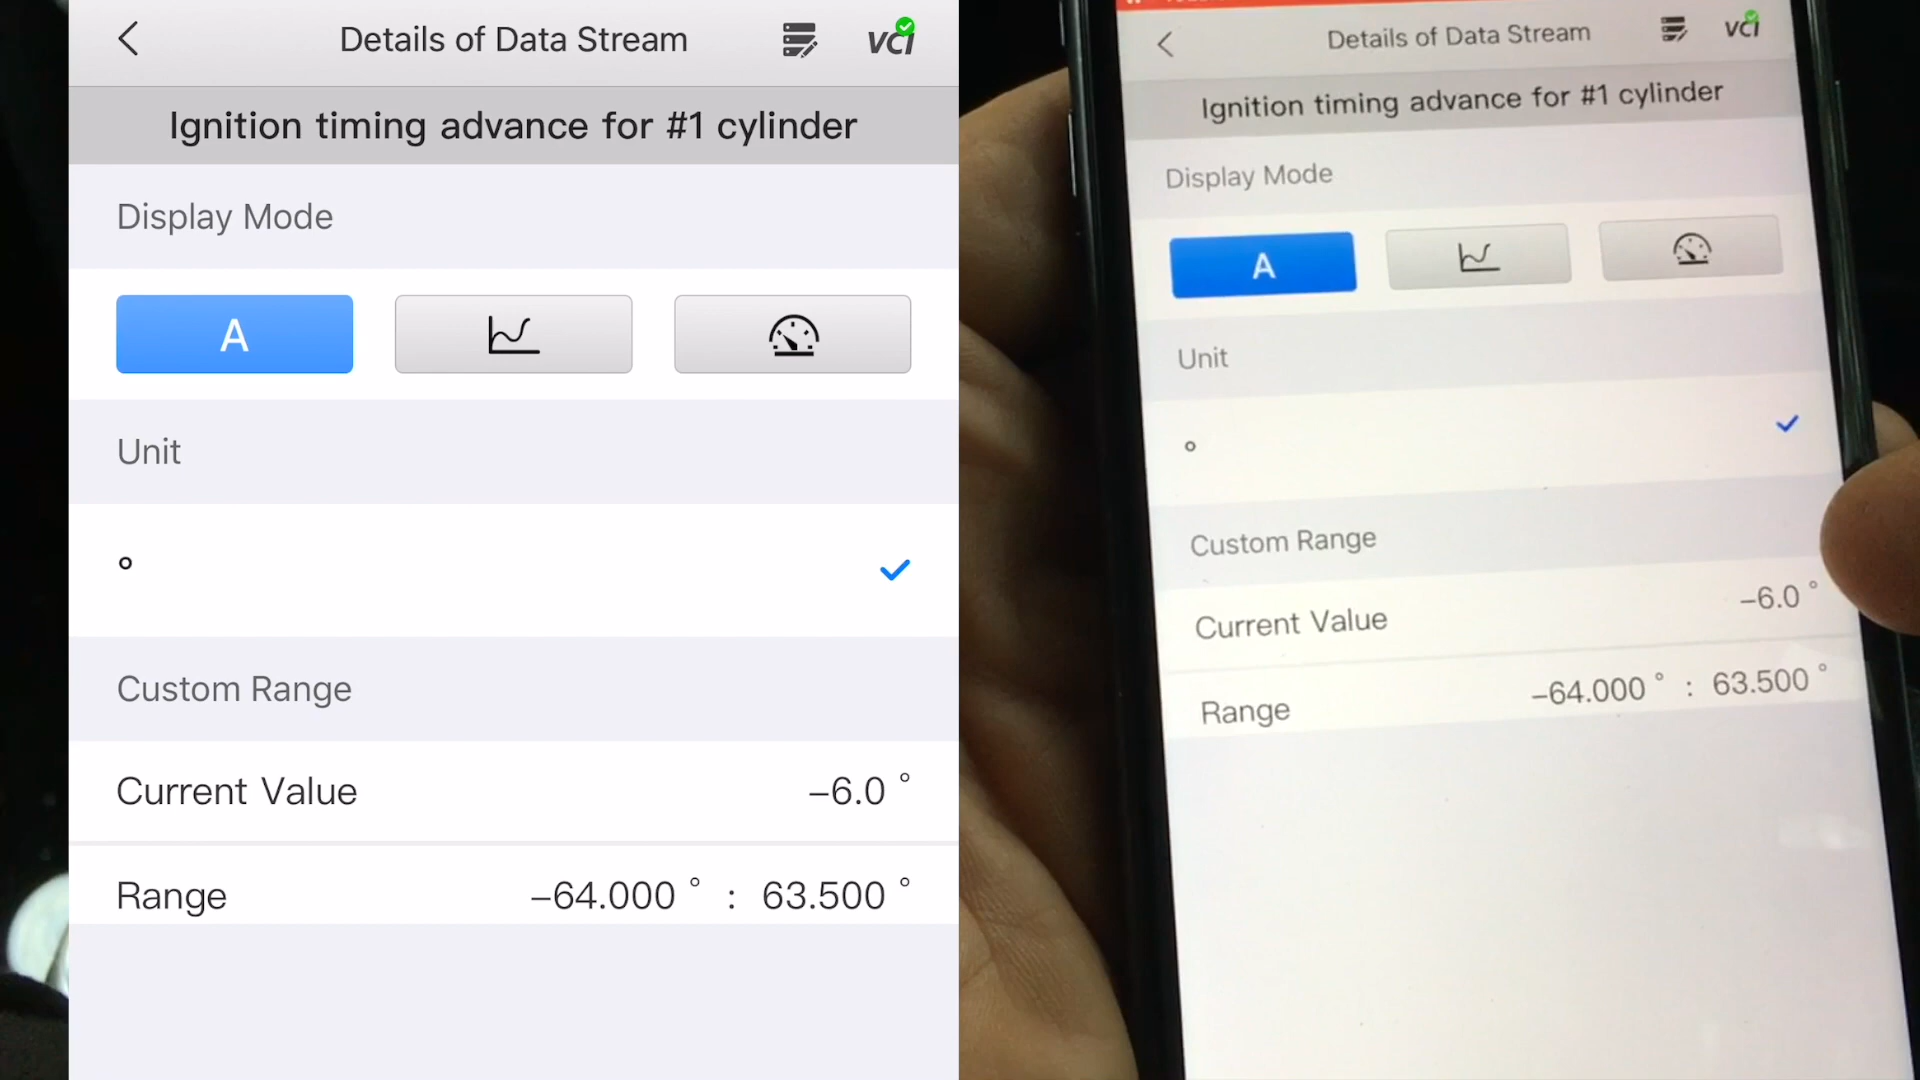 Details of Data Stream
VCI
Ignition timing advance for #1 cylinder
Display Mode
A
Unit
°
Custom Range
Current Value –6.0 °
Range –64.000 ° : 63.500 °
Details of Data Stream
VCI
Ignition timing advance for #1 cylinder
Display Mode
A
Unit
°
Custom Range
Current Value –6.0 °
Range –64.000 ° : 63.500 °